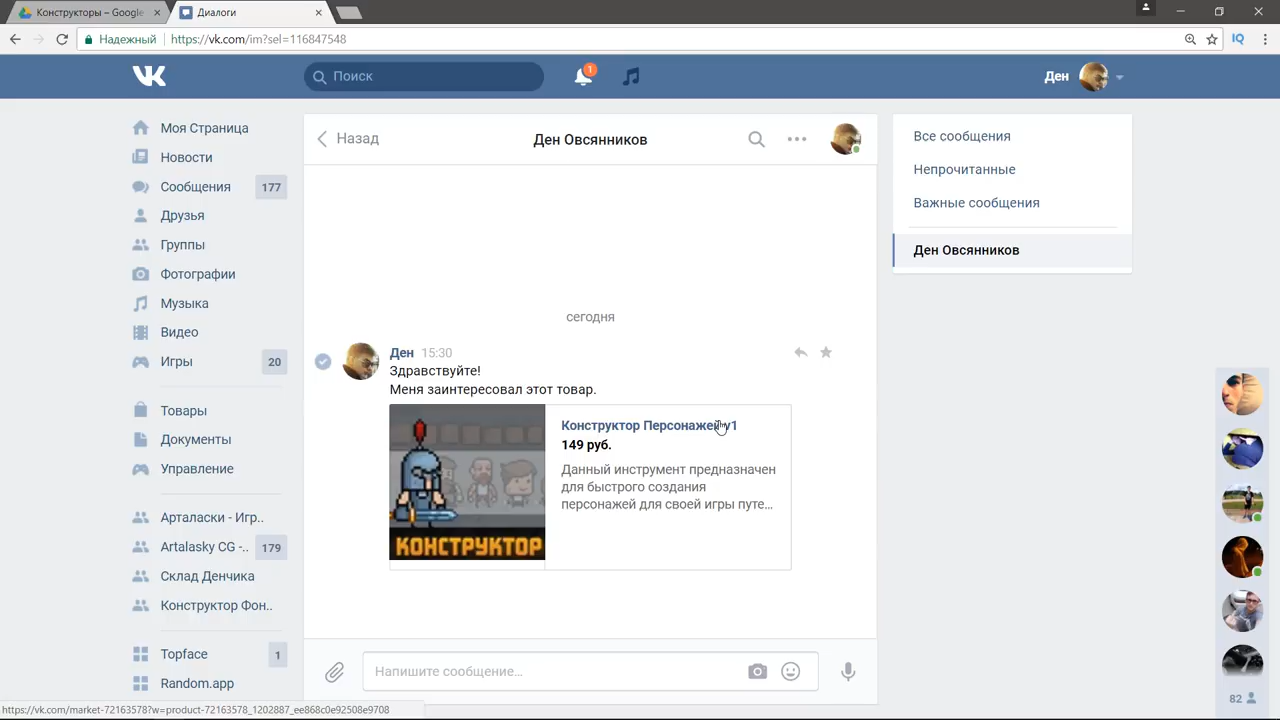 Конструкторы – Google
Диалоги
Надежный
https://vk.com/im?sel=116847548
IQ
Поиск
1
Ден
Моя Страница
Новости
Сообщения 177
Друзья
Группы
Фотографии
Музыка
Видео
Игры 20
Товары
Документы
Управление
Арталаски - Игр..
Artalasky CG -.. 179
Склад Денчика
Конструктор Фон..
Topface 1
Random.app
Назад
Ден Овсянников
сегодня
Ден 15:30
Здравствуйте!
Меня заинтересовал этот товар.
КОНСТРУКТОР
Конструктор Персонажей v1
149 руб.
Данный инструмент предназначен
для быстрого создания
персонажей для своей игры путе...
Напишите сообщение...
Все сообщения
Непрочитанные
Важные сообщения
Ден Овсянников
82
https://vk.com/market-72163578?w=product-72163578_1202887_ee868c0e92508e9708